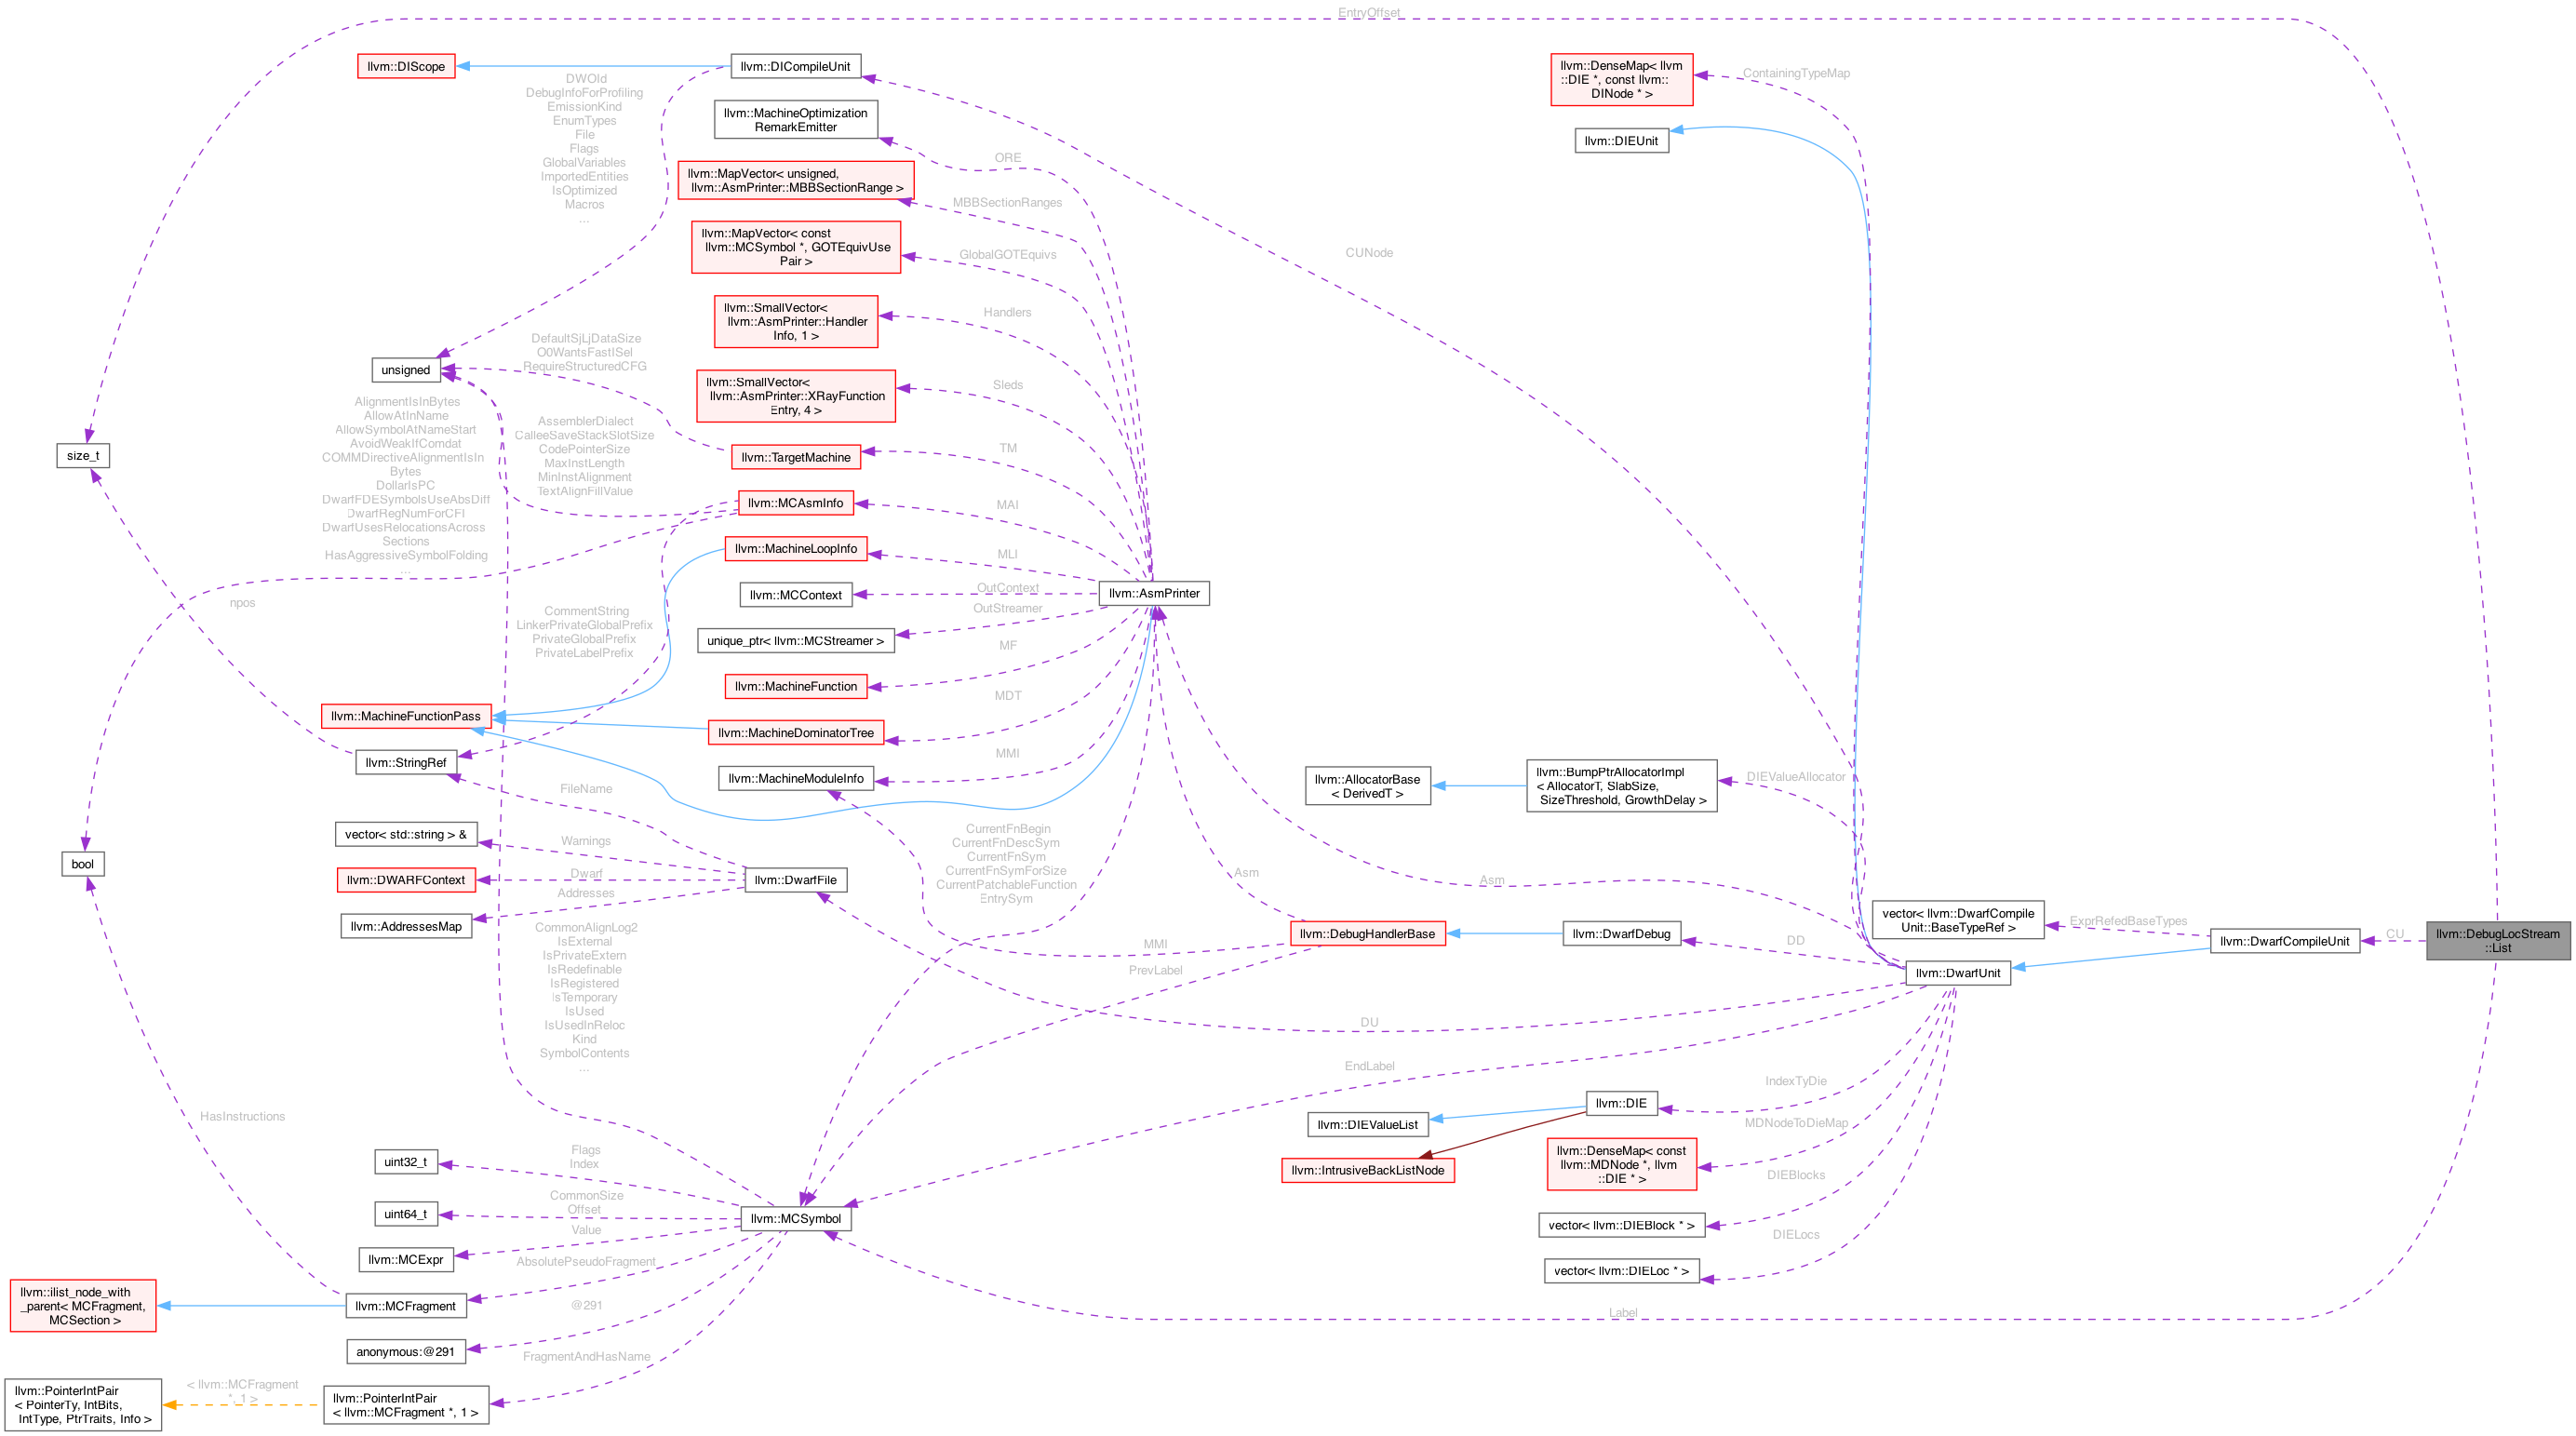 EntryOffset
llvm::DIScope
llvm::DICompileUnit
DWOId
DebugInfoForProfiling
EmissionKind
EnumTypes
File
Flags
GlobalVariables
ImportedEntities
IsOptimized
Macros
...
llvm::MachineOptimization
RemarkEmitter
ORE
llvm::MapVector< unsigned,
llvm::AsmPrinter::MBBSectionRange >
MBBSectionRanges
llvm::MapVector< const
llvm::MCSymbol *, GOTEquivUse
Pair >
GlobalGOTEquivs
llvm::SmallVector<
llvm::AsmPrinter::Handler
Info, 1 >
Handlers
llvm::SmallVector<
llvm::AsmPrinter::XRayFunction
Entry, 4 >
Sleds
llvm::DenseMap< llvm
::DIE *, const llvm::
DINode * >
ContainingTypeMap
llvm::DIEUnit
CUNode
unsigned
DefaultSjLjDataSize
O0WantsFastISel
RequireStructuredCFG
size_t
AlignmentIsInBytes
AllowAtInName
AllowSymbolAtNameStart
AvoidWeakIfComdat
COMMDirectiveAlignmentIsIn
Bytes
DollarIsPC
DwarfFDESymbolsUseAbsDiff
DwarfRegNumForCFI
DwarfUsesRelocationsAcross
Sections
HasAggressiveSymbolFolding
...
AssemblerDialect
CalleeSaveStackSlotSize
CodePointerSize
MaxInstLength
MinInstAlignment
TextAlignFillValue
llvm::TargetMachine
TM
llvm::MCAsmInfo
MAI
llvm::MachineLoopInfo
MLI
llvm::MCContext
OutContext
llvm::AsmPrinter
unique_ptr< llvm::MCStreamer >
OutStreamer
npos
CommentString
LinkerPrivateGlobalPrefix
PrivateGlobalPrefix
PrivateLabelPrefix
llvm::MachineFunction
MF
llvm::MachineFunctionPass
llvm::MachineDominatorTree
MDT
llvm::StringRef
llvm::MachineModuleInfo
MMI
FileName
llvm::AllocatorBase
< DerivedT >
llvm::BumpPtrAllocatorImpl
< AllocatorT, SlabSize,
SizeThreshold, GrowthDelay >
DIEValueAllocator
vector< std::string > &
Warnings
bool
llvm::DWARFContext
Dwarf
llvm::DwarfFile
llvm::AddressesMap
Addresses
CurrentFnBegin
CurrentFnDescSym
CurrentFnSym
CurrentFnSymForSize
CurrentPatchableFunction
EntrySym
Asm
Asm
llvm::DebugHandlerBase
llvm::DwarfDebug
DD
MMI
PrevLabel
vector< llvm::DwarfCompile
Unit::BaseTypeRef >
ExprRefedBaseTypes
llvm::DwarfCompileUnit
CU
llvm::DebugLocStream
::List
llvm::DwarfUnit
DU
EndLabel
CommonAlignLog2
IsExternal
IsPrivateExtern
IsRedefinable
IsRegistered
IsTemporary
IsUsed
IsUsedInReloc
Kind
SymbolContents
...
HasInstructions
llvm::DIEValueList
llvm::DIE
IndexTyDie
llvm::IntrusiveBackListNode
llvm::DenseMap< const
llvm::MDNode *, llvm
::DIE * >
MDNodeToDieMap
vector< llvm::DIEBlock * >
DIEBlocks
vector< llvm::DIELoc * >
DIELocs
Label
uint32_t
Flags
Index
uint64_t
CommonSize
Offset
llvm::MCSymbol
llvm::MCExpr
Value
AbsolutePseudoFragment
llvm::ilist_node_with
_parent< MCFragment,
MCSection >
llvm::MCFragment
anonymous:@291
@291
FragmentAndHasName
llvm::PointerIntPair
< PointerTy, IntBits,
IntType, PtrTraits, Info >
< llvm::MCFragment
*, 1 >
llvm::PointerIntPair
< llvm::MCFragment *, 1 >